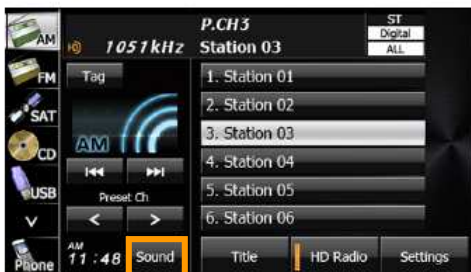 AM
FM
SAT
CD
USB
Phone
1051kHz
P.CH3
Station 03
ST
Digital
ALL
Tag
AM
Preset Ch
1. Station 01
2. Station 02
3. Station 03
4. Station 04
5. Station 05
6. Station 06
AM
11:48
Sound
Title
HD Radio
Settings